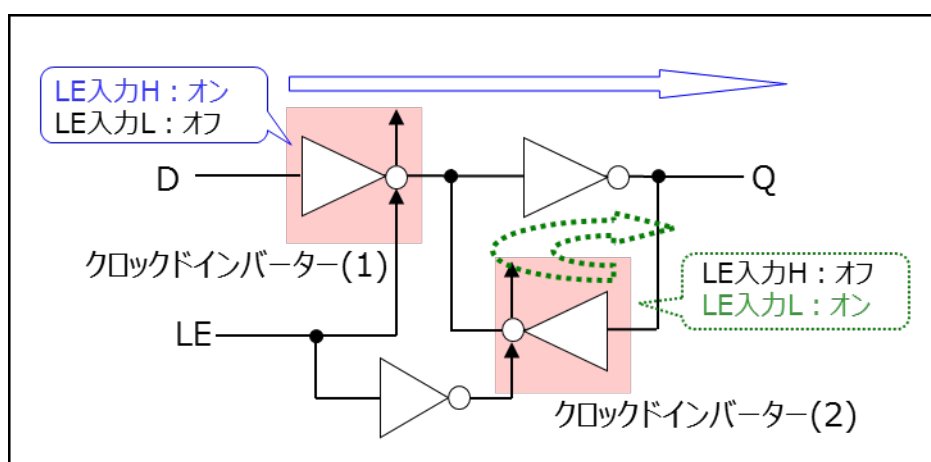 LE入力H：オン
LE入力L：オフ
D
Q
クロックドインバーター(1)
LE入力H：オフ
LE入力L：オン
LE
クロックドインバーター(2)